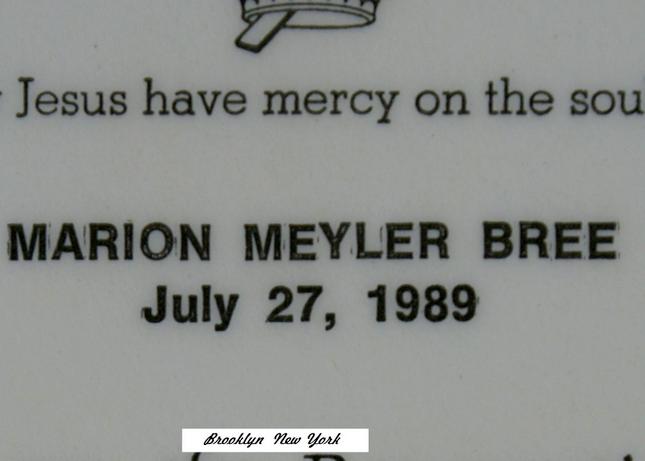 Jesus have mercy on the sou
MARION MEYLER BREE
July 27, 1989
Brooklyn New York